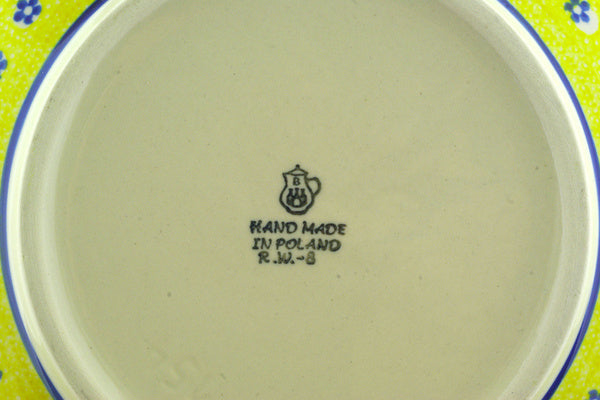 B
HAND MADE
IN POLAND
R.W.-8